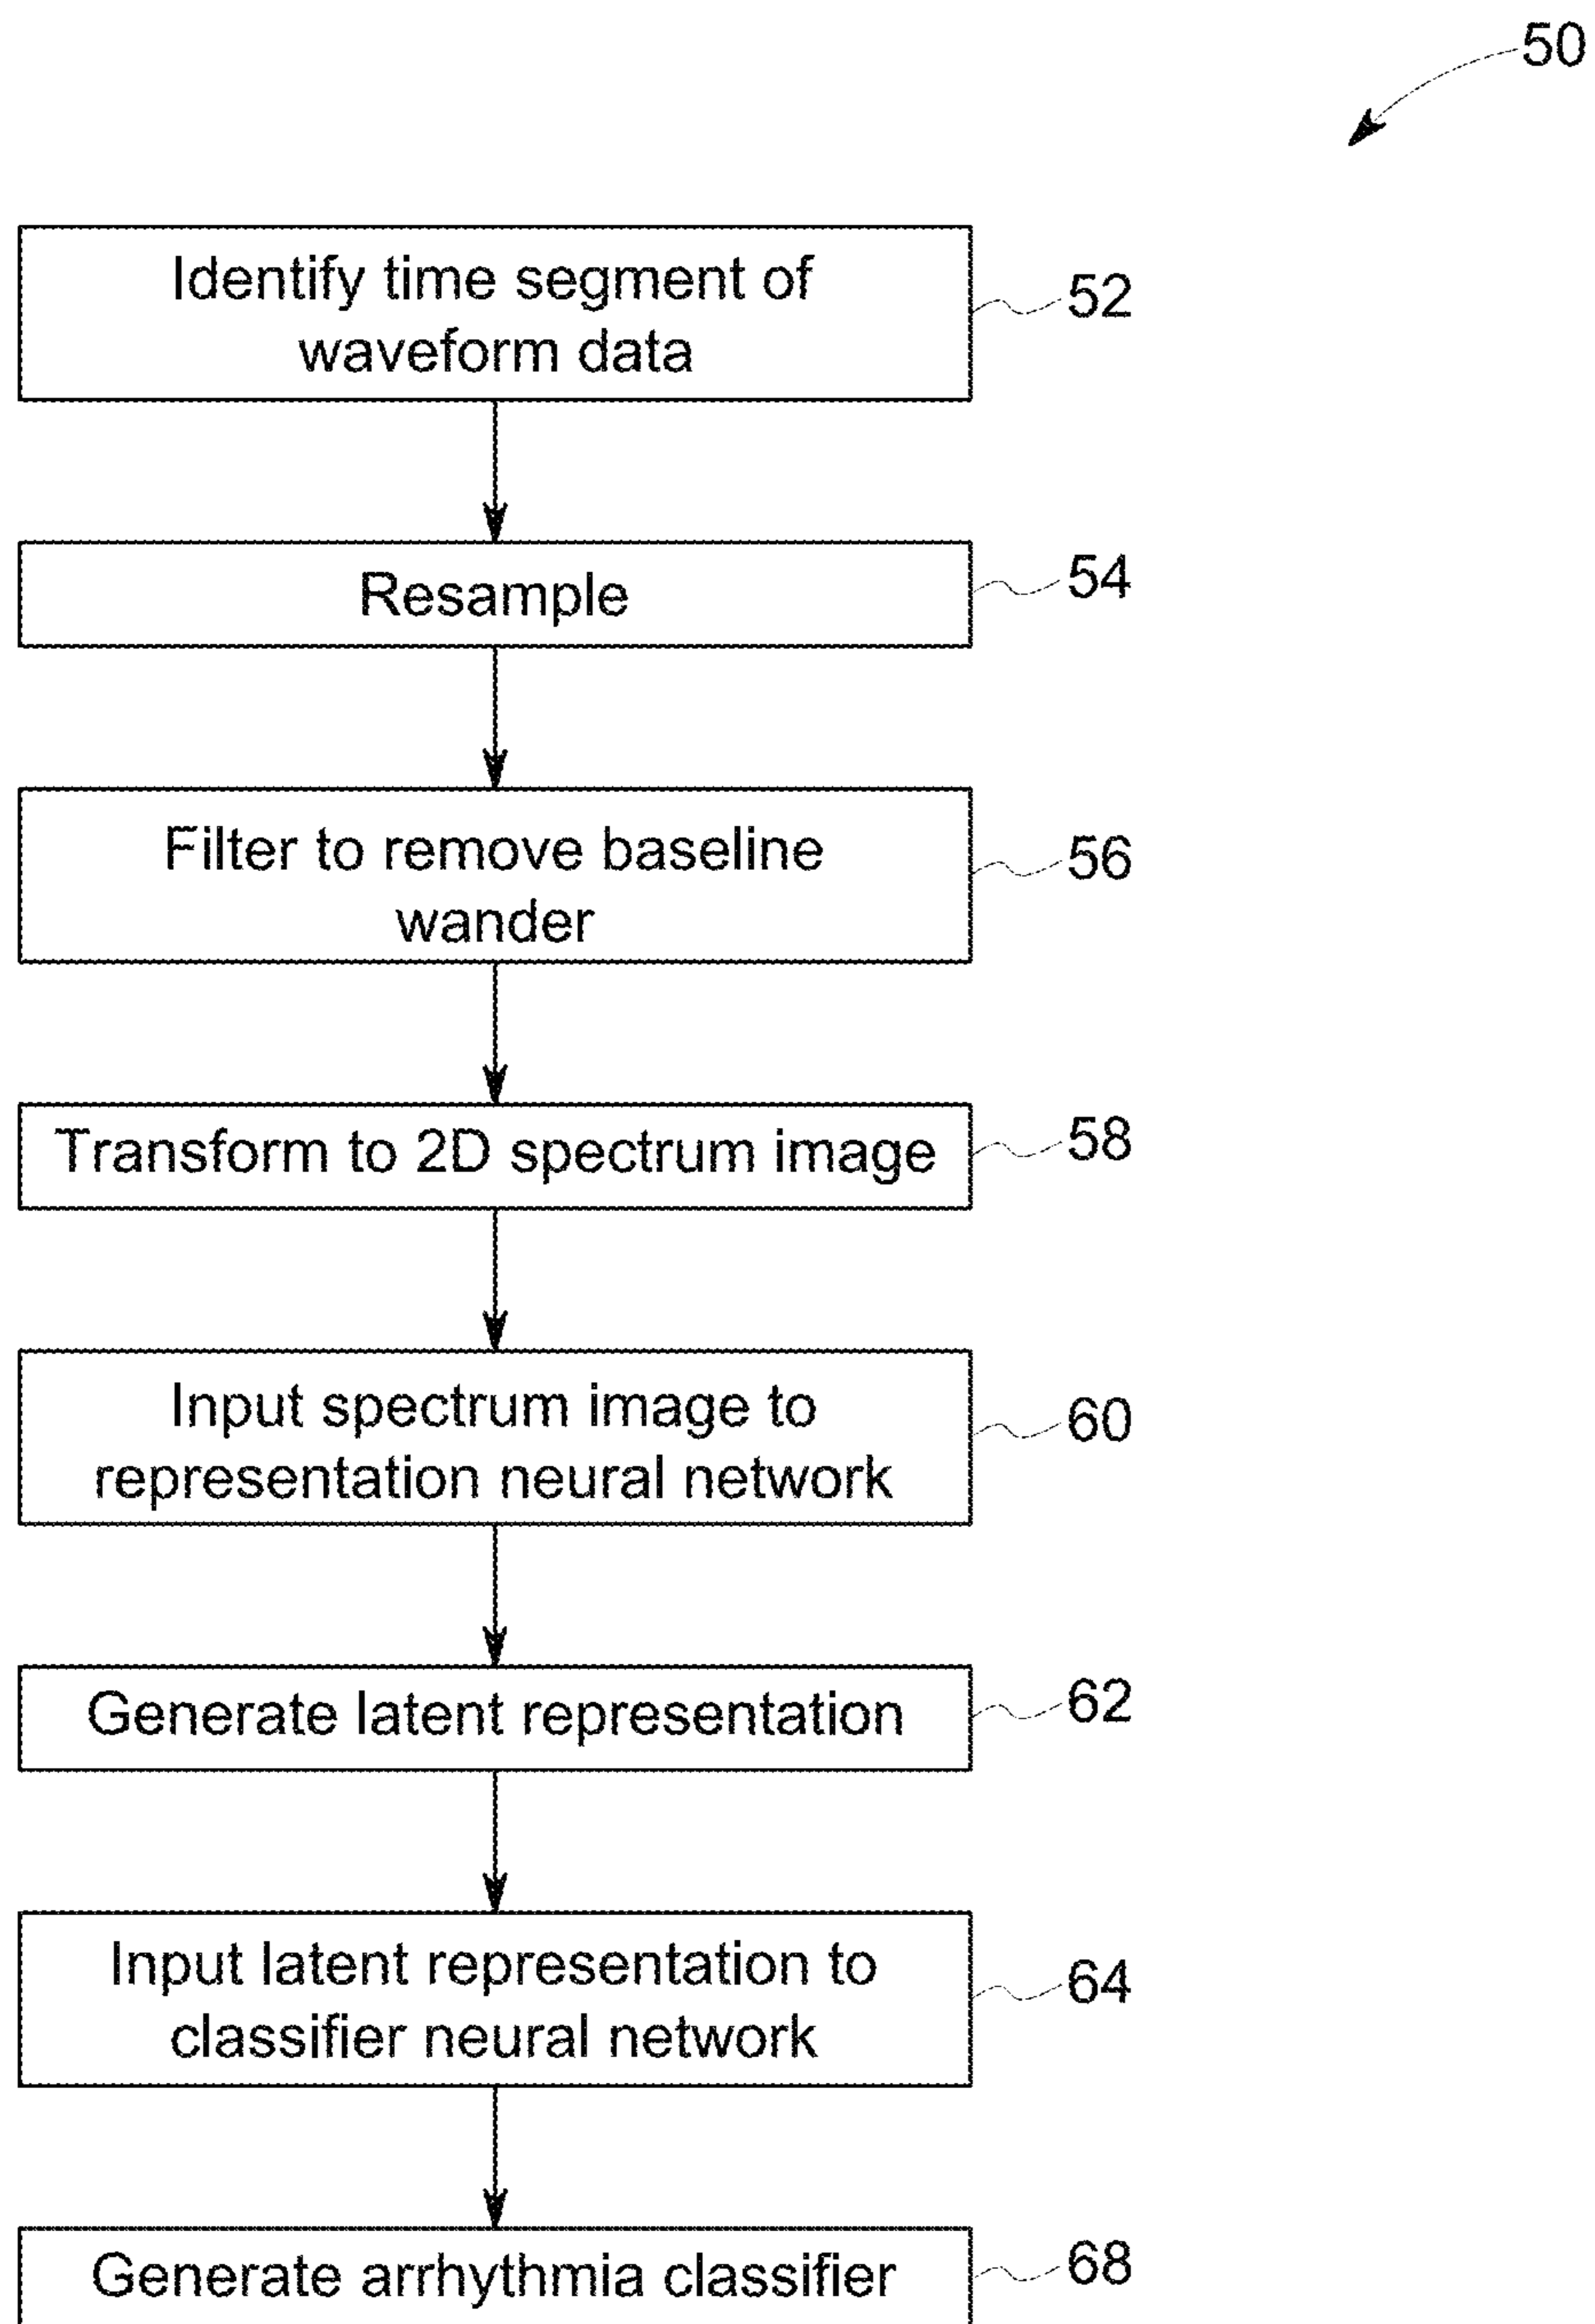 50
Identify time segment of
waveform data
52
Resample
54
Filter to remove baseline
wander
56
Transform to 2D spectrum image
58
Input spectrum image to
representation neural network
60
Generate latent representation
62
Input latent representation to
classifier neural network
64
Generate arrhythmia classifier
68